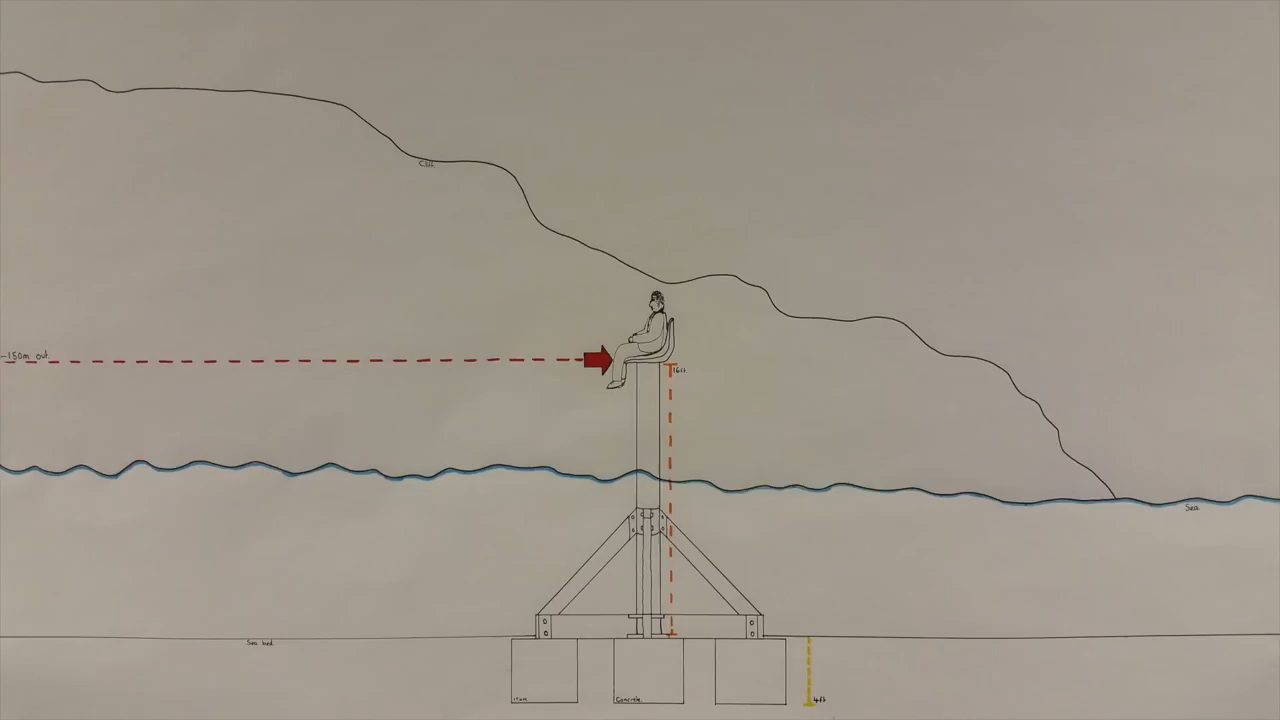 Cliff
~150m out.
16ft.
Sea
Sea bed
Concrete
4ft